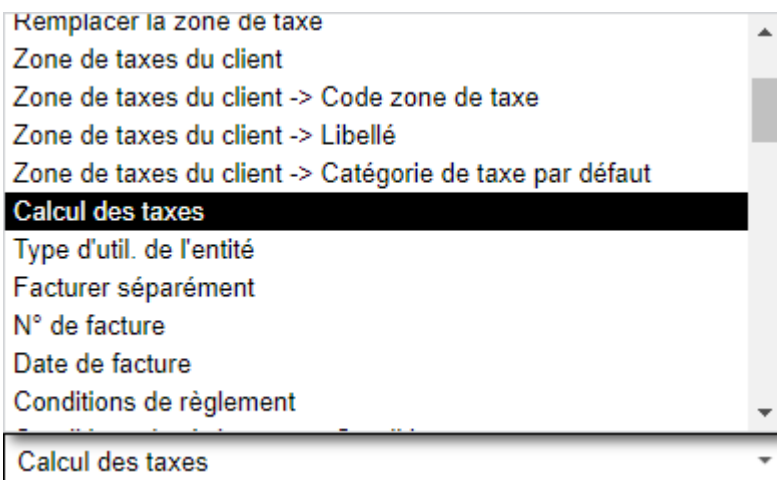 Remplacer la zone de taxe
Zone de taxes du client
Zone de taxes du client -> Code zone de taxe
Zone de taxes du client -> Libellé
Zone de taxes du client -> Catégorie de taxe par défaut
Calcul des taxes
Type d'util. de l'entité
Facturer séparément
N° de facture
Date de facture
Conditions de règlement
Calcul des taxes